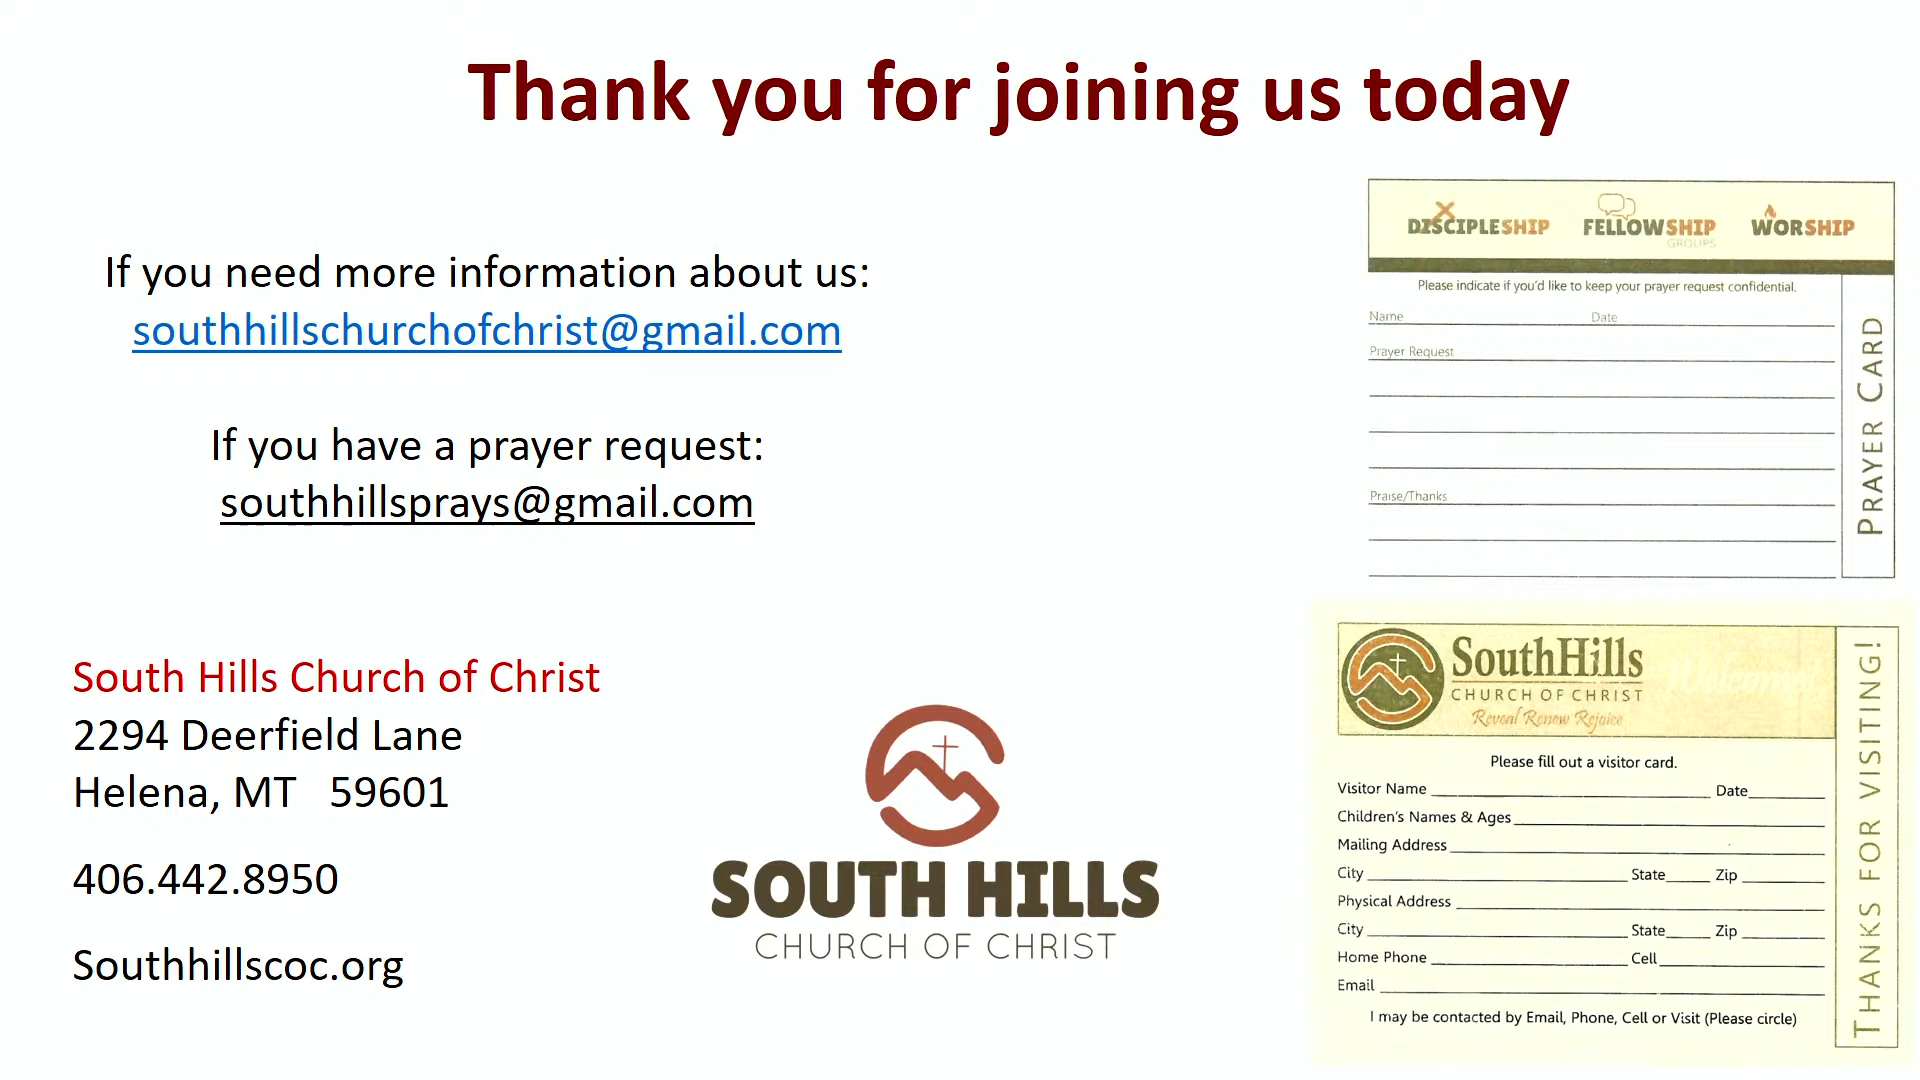 Thank you for joining us today
If you need more information about us:
southhillschurchofchrist@gmail.com
If you have a prayer request:
southhillsprays@gmail.com
South Hills Church of Christ
2294 Deerfield Lane
Helena, MT 59601
406.442.8950
Southhillscoc.org
SOUTH HILLS
CHURCH OF CHRIST
DISCIPLESHIP FELLOWSHIP WORSHIP
GROUPS
Please indicate if you'd like to keep your prayer request confidential.
Name Date
Prayer Request
Praise/Thanks
PRAYER CARD
SouthHills
CHURCH OF CHRIST
Reveal Renew Rejoice
Welcome!
Please fill out a visitor card.
Visitor Name Date
Children's Names & Ages
Mailing Address
City State Zip
Physical Address
City State Zip
Home Phone Cell
Email
I may be contacted by Email, Phone, Cell or Visit (Please circle)
THANKS FOR VISITING!